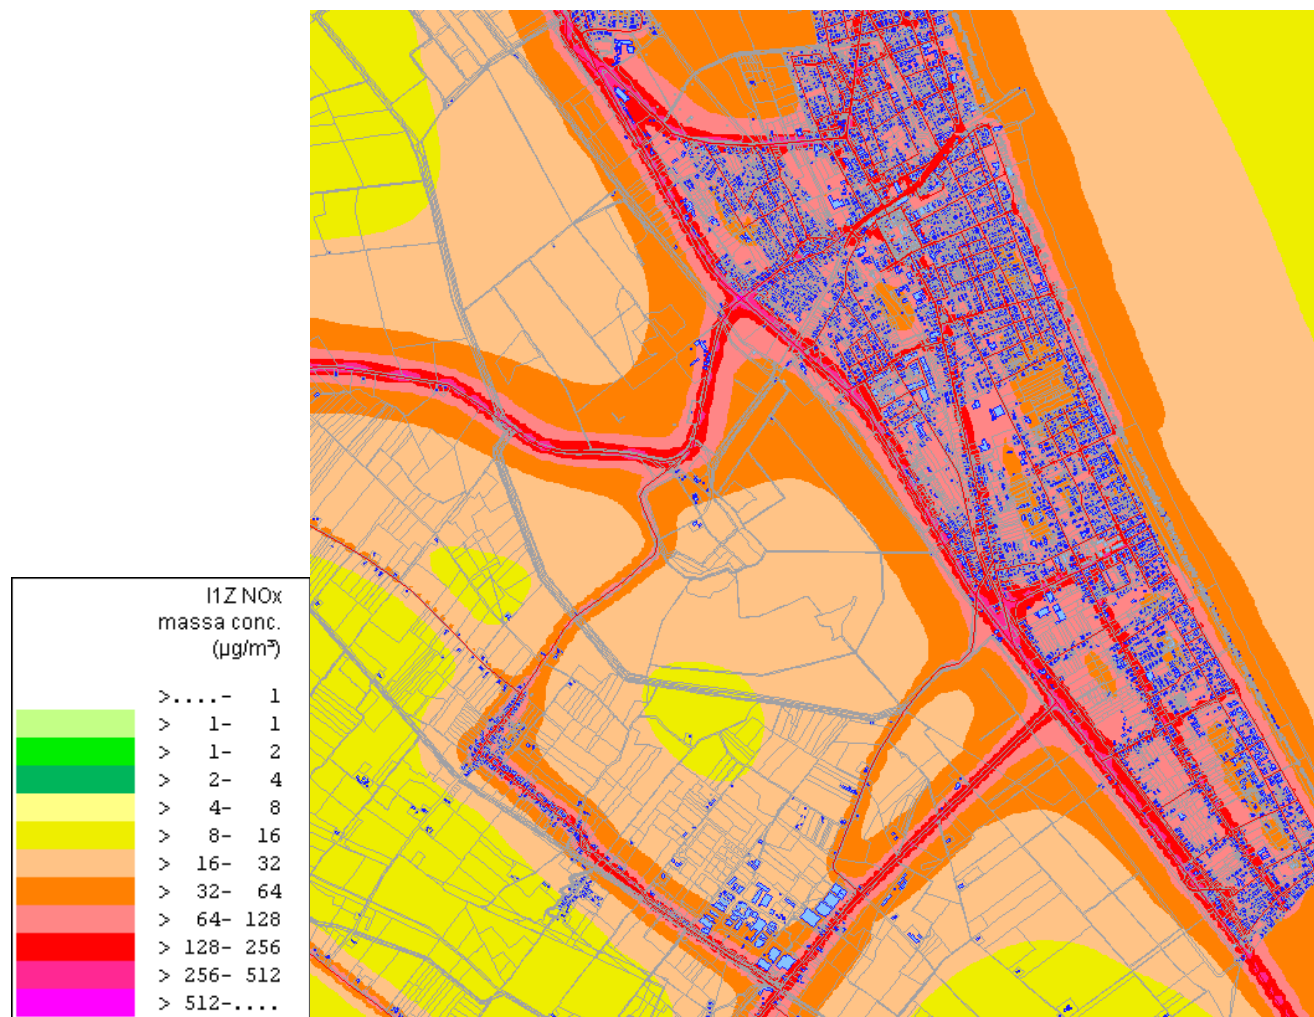 I1Z NOx
massa conc.
(µg/m³)
>....- 1
> 1- 1
> 1- 2
> 2- 4
> 4- 8
> 8- 16
> 16- 32
> 32- 64
> 64- 128
> 128- 256
> 256- 512
> 512-....